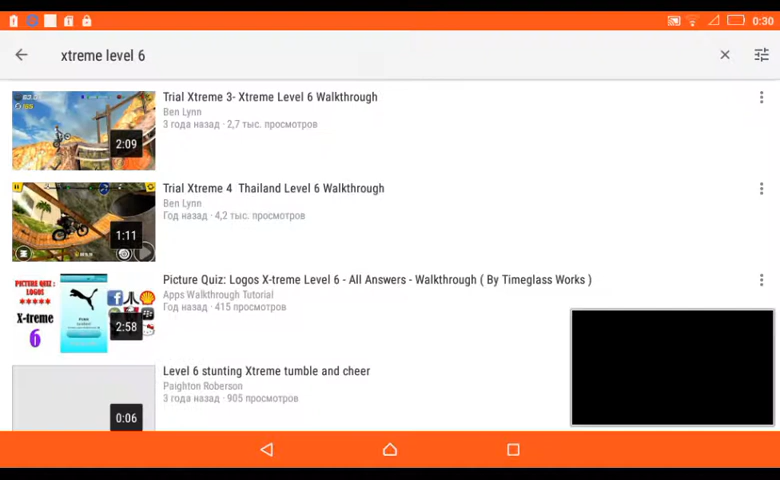 0:30
xtreme level 6
Trial Xtreme 3- Xtreme Level 6 Walkthrough
Ben Lynn
3 года назад · 2,7 тыс. просмотров
2:09
Trial Xtreme 4 Thailand Level 6 Walkthrough
Ben Lynn
Год назад · 4,2 тыс. просмотров
1:11
Picture Quiz: Logos X-treme Level 6 - All Answers - Walkthrough ( By Timeglass Works )
Apps Walkthrough Tutorial
Год назад · 415 просмотров
PICTURE QUIZ :
LOGOS
X-treme
6
2:58
Level 6 stunting Xtreme tumble and cheer
Paighton Roberson
3 года назад · 905 просмотров
0:06